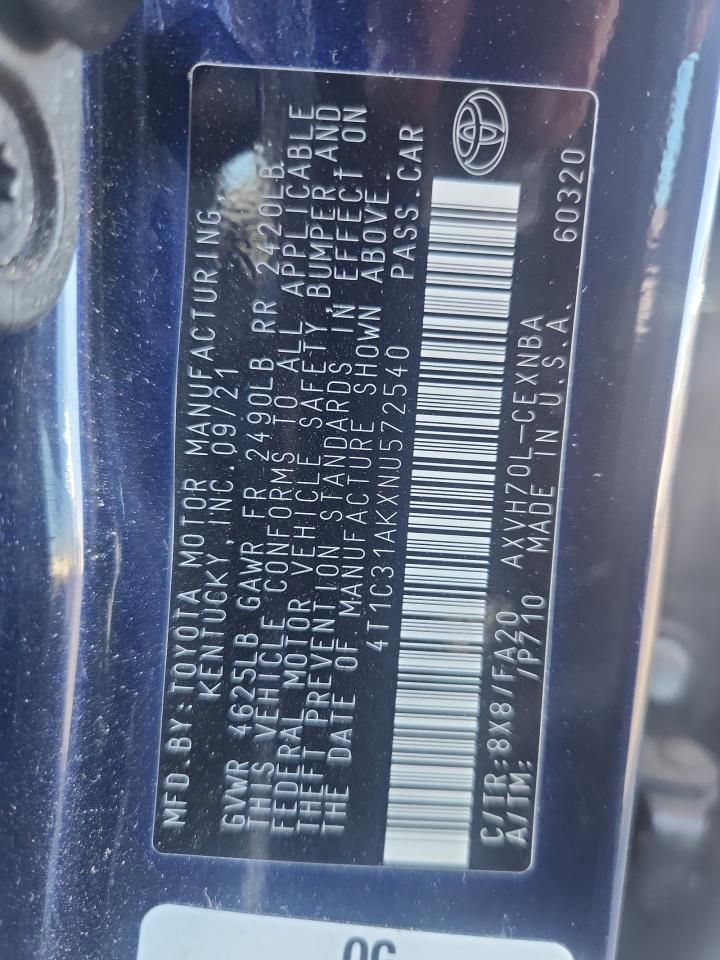 MFD.BY:TOYOTA MOTOR MANUFACTURING
KENTUCKY,INC.09/21
GVWR 4625LB GAWR FR 2490LB RR 2420LB
THIS VEHICLE CONFORMS TO ALL APPLICABLE
FEDERAL MOTOR VEHICLE SAFETY,BUMPER AND
THEFT PREVENTION STANDARDS IN EFFECT ON
THE DATE OF MANUFACTURE SHOWN ABOVE.
4T1C31AKXNU572540 PASS.CAR
C/TR:8X8/FA20 AXVH70L-CEXNBA
A/TM: /P710 MADE IN U.S.A. 60320